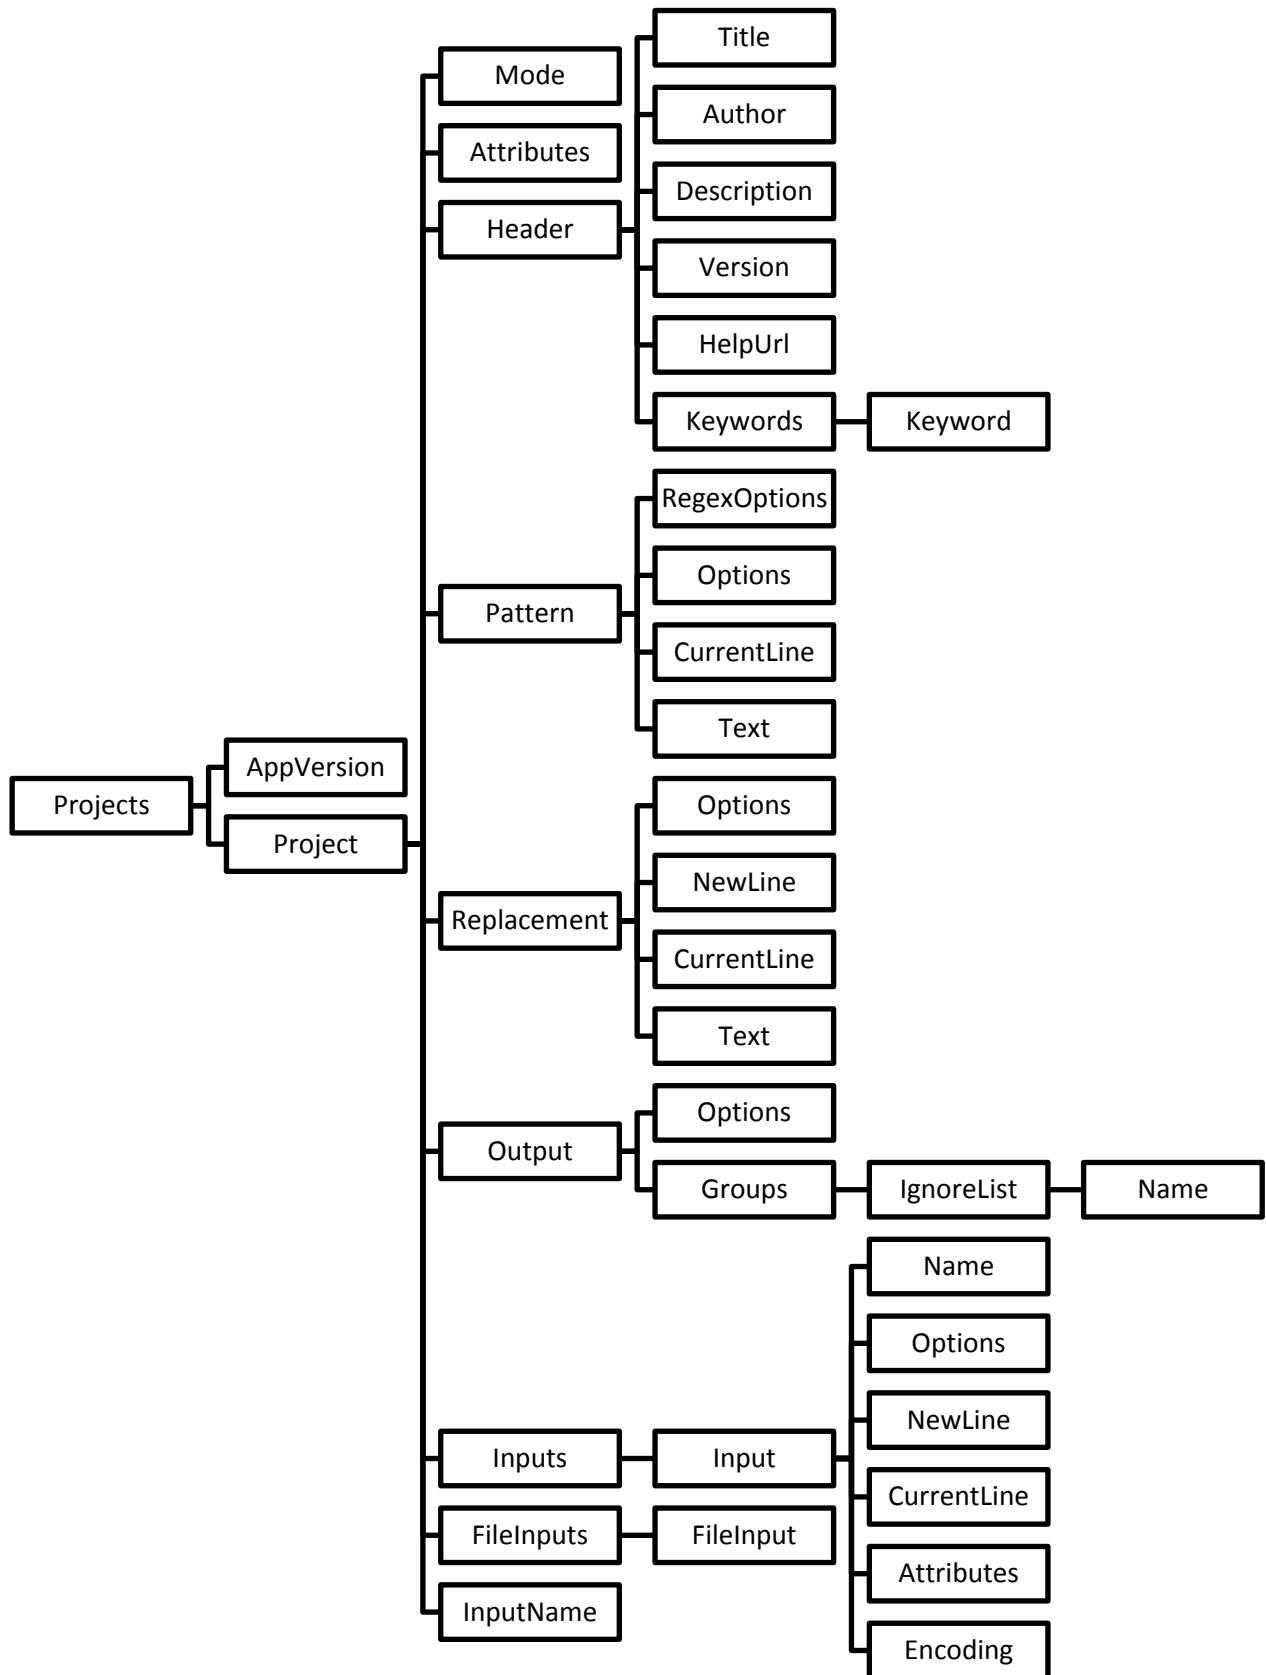 Projects
AppVersion
Project
Mode
Attributes
Header
Title
Author
Description
Version
HelpUrl
Keywords
Keyword
Pattern
RegexOptions
Options
CurrentLine
Text
Replacement
Options
NewLine
CurrentLine
Text
Output
Options
Groups
IgnoreList
Name
Inputs
Input
Name
Options
NewLine
CurrentLine
Attributes
Encoding
FileInputs
FileInput
InputName